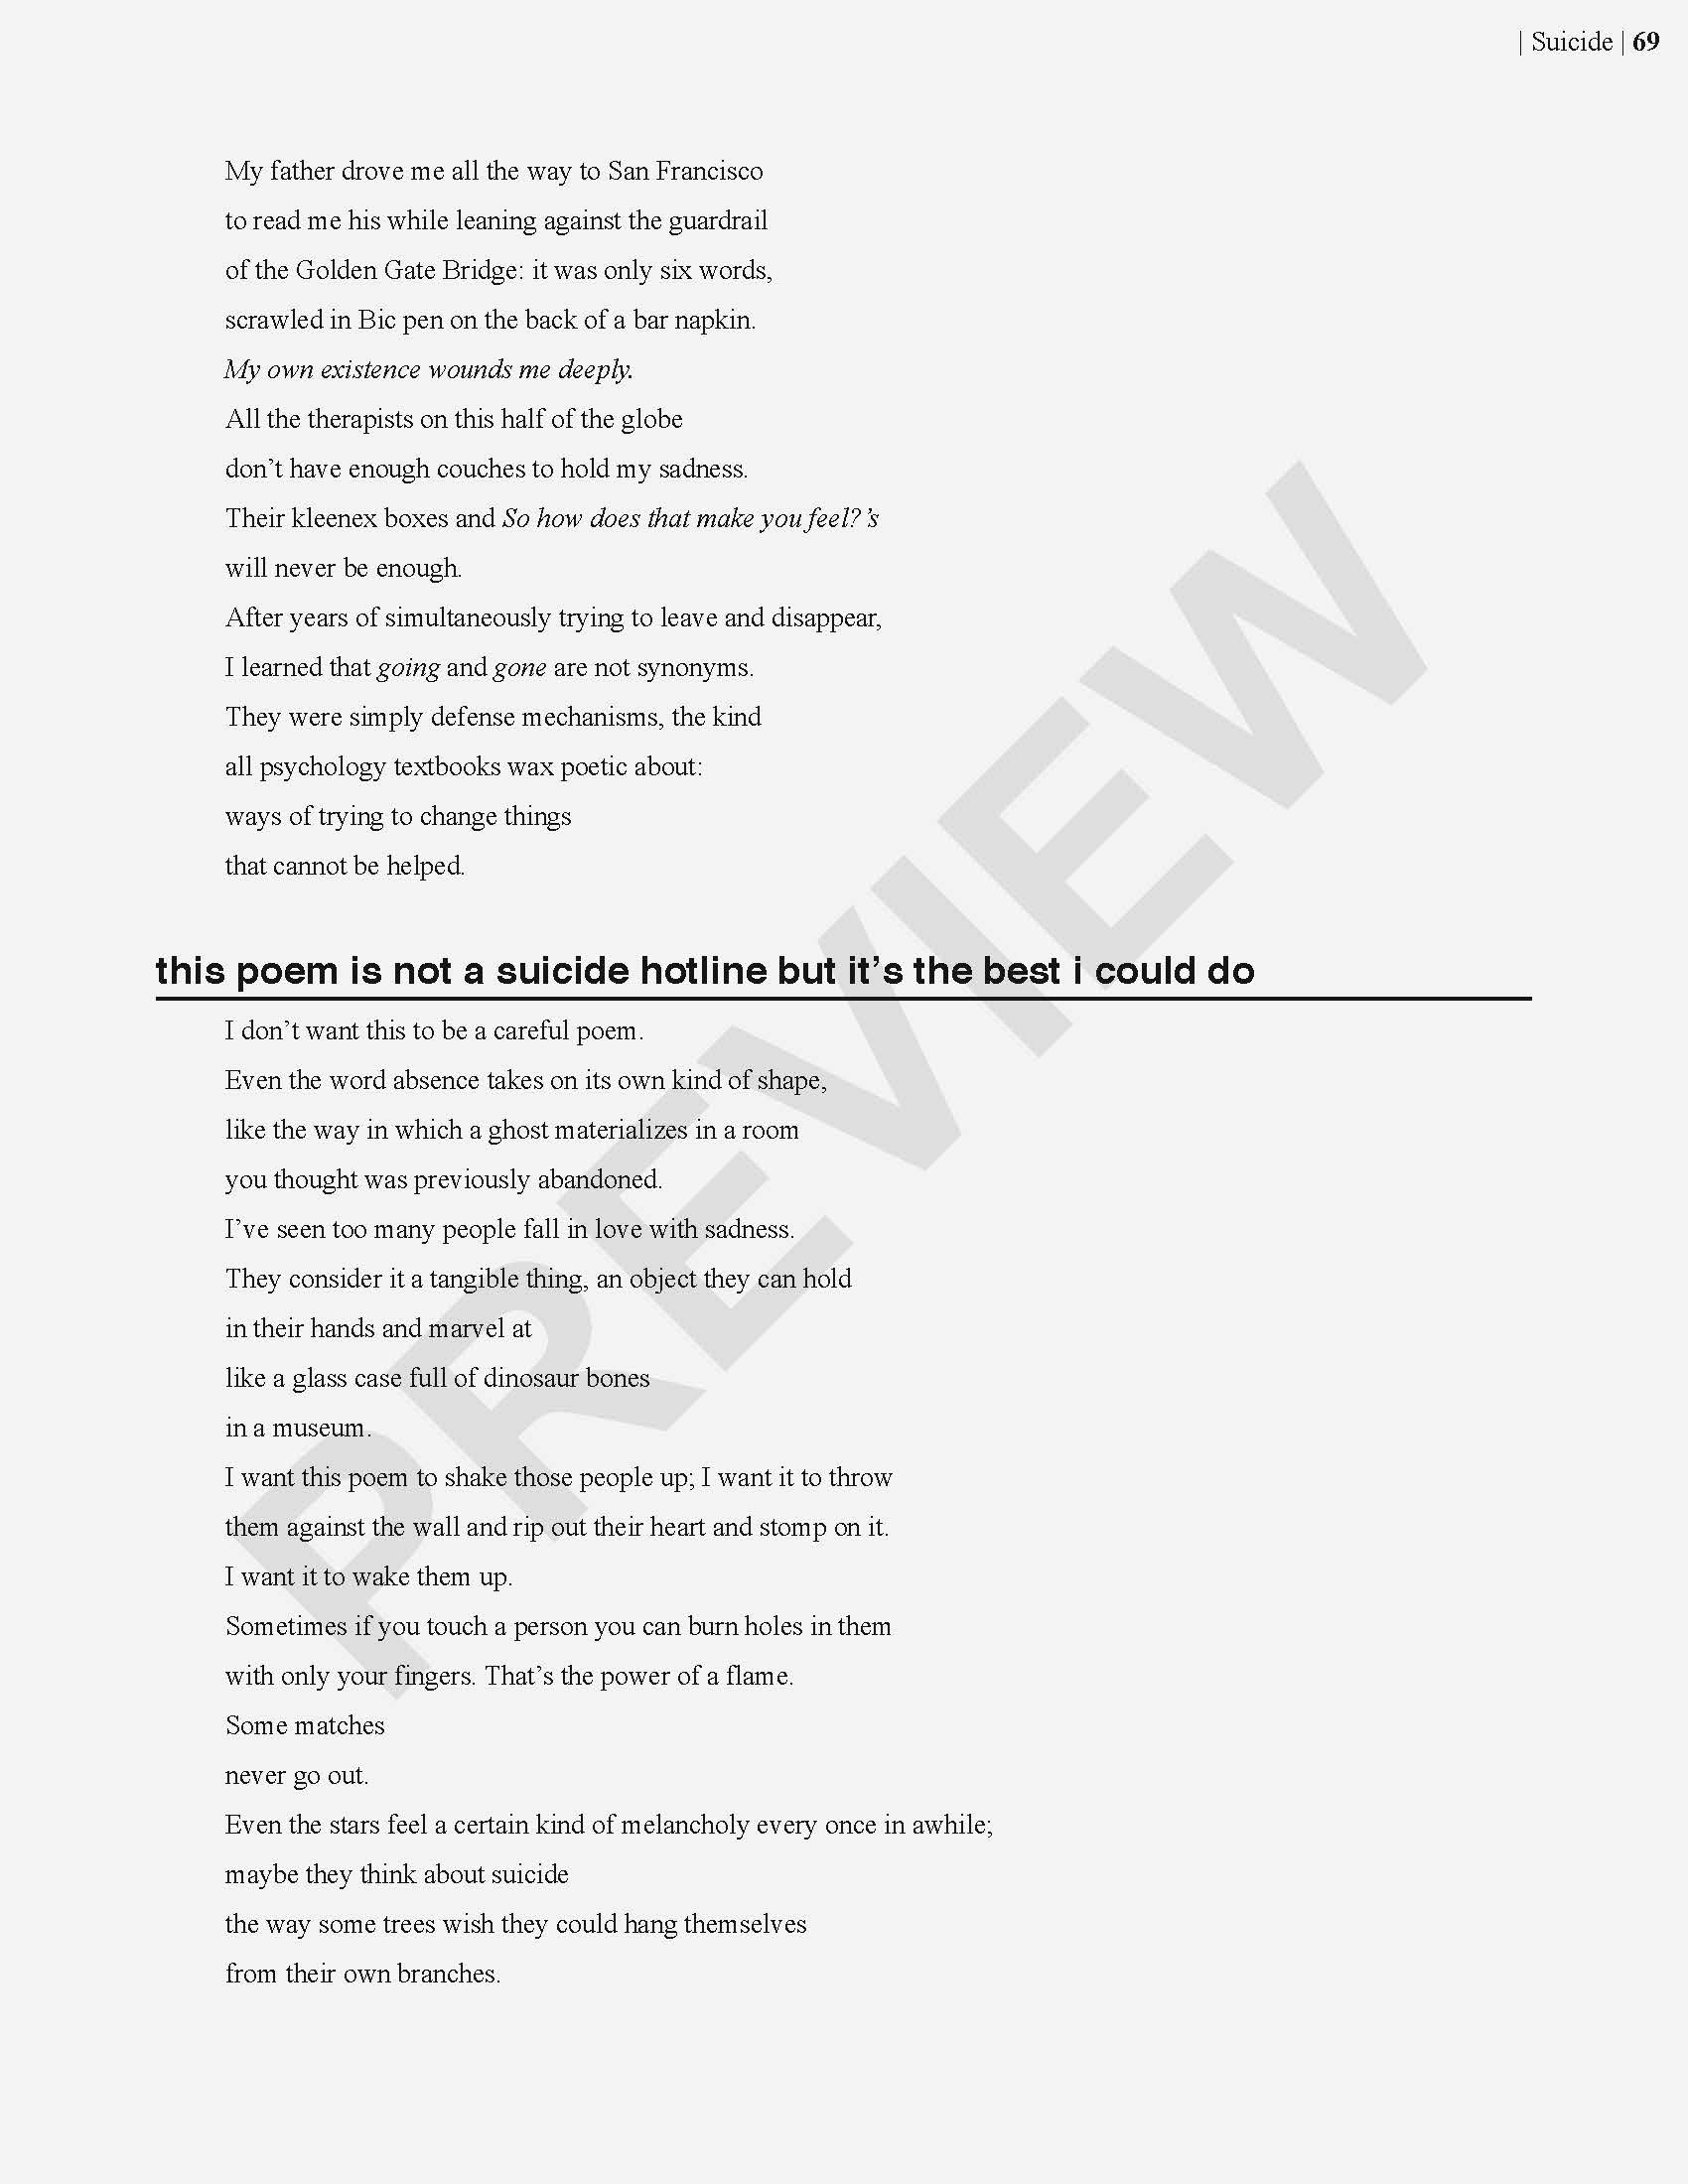 | Suicide | 69
My father drove me all the way to San Francisco
to read me his while leaning against the guardrail
of the Golden Gate Bridge: it was only six words,
scrawled in Bic pen on the back of a bar napkin.
My own existence wounds me deeply.
All the therapists on this half of the globe
don’t have enough couches to hold my sadness.
Their kleenex boxes and So how does that make you feel?’s
will never be enough.
After years of simultaneously trying to leave and disappear,
I learned that going and gone are not synonyms.
They were simply defense mechanisms, the kind
all psychology textbooks wax poetic about:
ways of trying to change things
that cannot be helped.
this poem is not a suicide hotline but it’s the best i could do
I don’t want this to be a careful poem.
Even the word absence takes on its own kind of shape,
like the way in which a ghost materializes in a room
you thought was previously abandoned.
I’ve seen too many people fall in love with sadness.
They consider it a tangible thing, an object they can hold
in their hands and marvel at
like a glass case full of dinosaur bones
in a museum.
I want this poem to shake those people up; I want it to throw
them against the wall and rip out their heart and stomp on it.
I want it to wake them up.
Sometimes if you touch a person you can burn holes in them
with only your fingers. That’s the power of a flame.
Some matches
never go out.
Even the stars feel a certain kind of melancholy every once in awhile;
maybe they think about suicide
the way some trees wish they could hang themselves
from their own branches.
PREVIEW